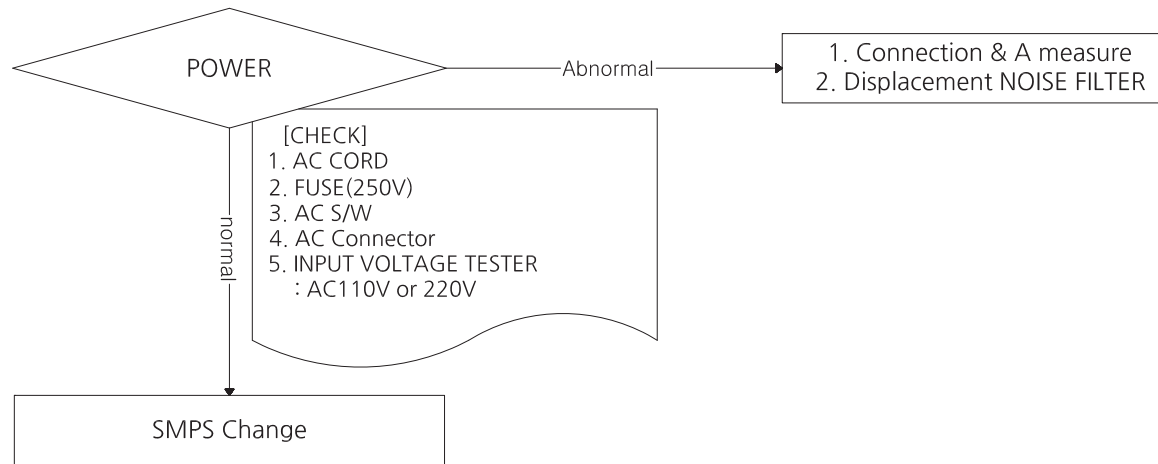 POWER
Abnormal
1. Connection & A measure
2. Displacement NOISE FILTER
[CHECK]
1. AC CORD
2. FUSE(250V)
3. AC S/W
4. AC Connector
5. INPUT VOLTAGE TESTER
: AC110V or 220V
normal
SMPS Change